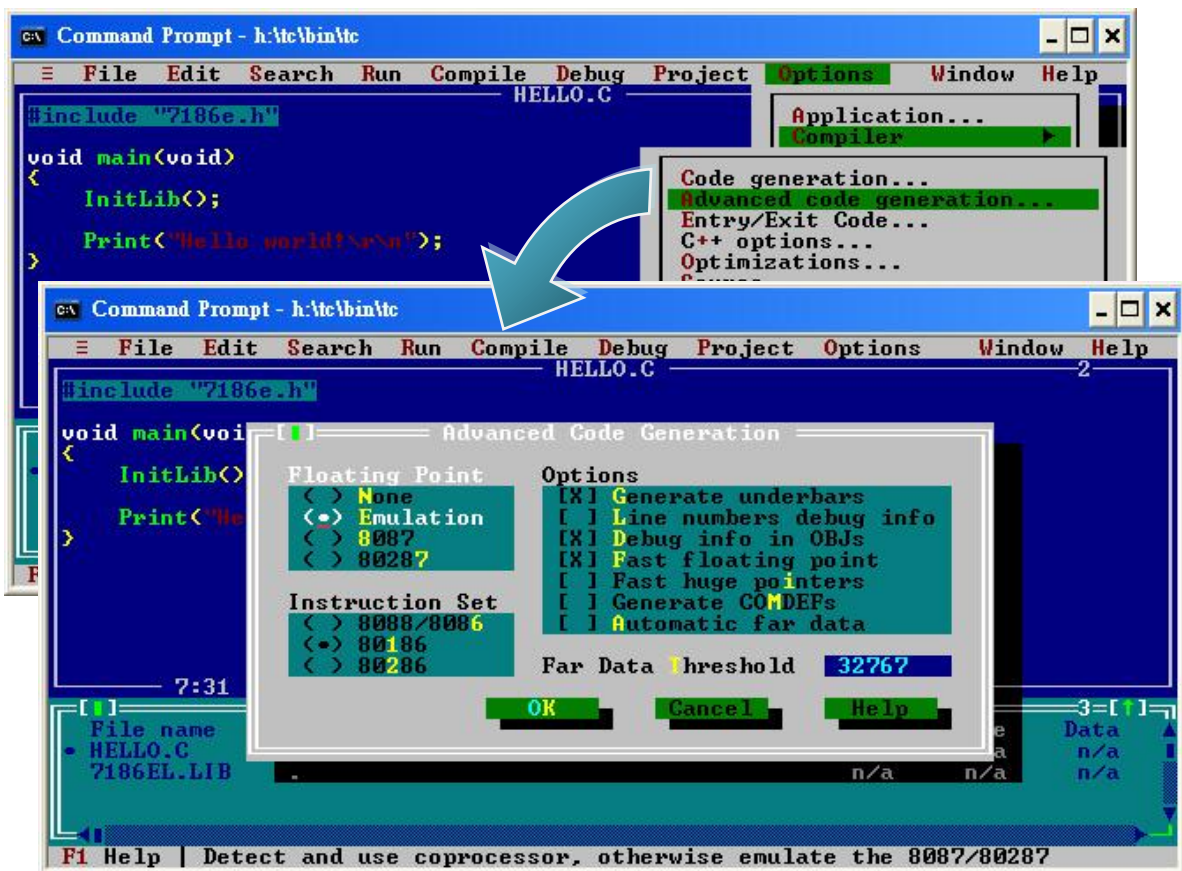 Command Prompt - h:\tc\bin\tc
≡ File Edit Search Run Compile Debug Project Options Window Help
HELLO.C
#include "7186e.h"
void main(void)
{
InitLib();
Print("Hello world!\r\n");
}
Application...
Compiler
Code generation...
Advanced code generation...
Entry/Exit Code...
C++ options...
Optimizations...
Command Prompt - h:\tc\bin\tc
≡ File Edit Search Run Compile Debug Project Options Window Help
HELLO.C 2
#include "7186e.h"
void main(voi
{
InitLib()
Print("He
}
7:31
[ ] Advanced Code Generation
Floating Point
( ) None
(•) Emulation
( ) 8087
( ) 80287
Instruction Set
( ) 8088/8086
(•) 80186
( ) 80286
Options
[X] Generate underbars
[ ] Line numbers debug info
[X] Debug info in OBJs
[X] Fast floating point
[ ] Fast huge pointers
[ ] Generate COMDEFs
[ ] Automatic far data
Far Data Threshold 32767
OK Cancel Help
3=[↑]
File name e Data
• HELLO.C a n/a
7186EL.LIB . n/a n/a n/a
F1 Help | Detect and use coprocessor, otherwise emulate the 8087/80287